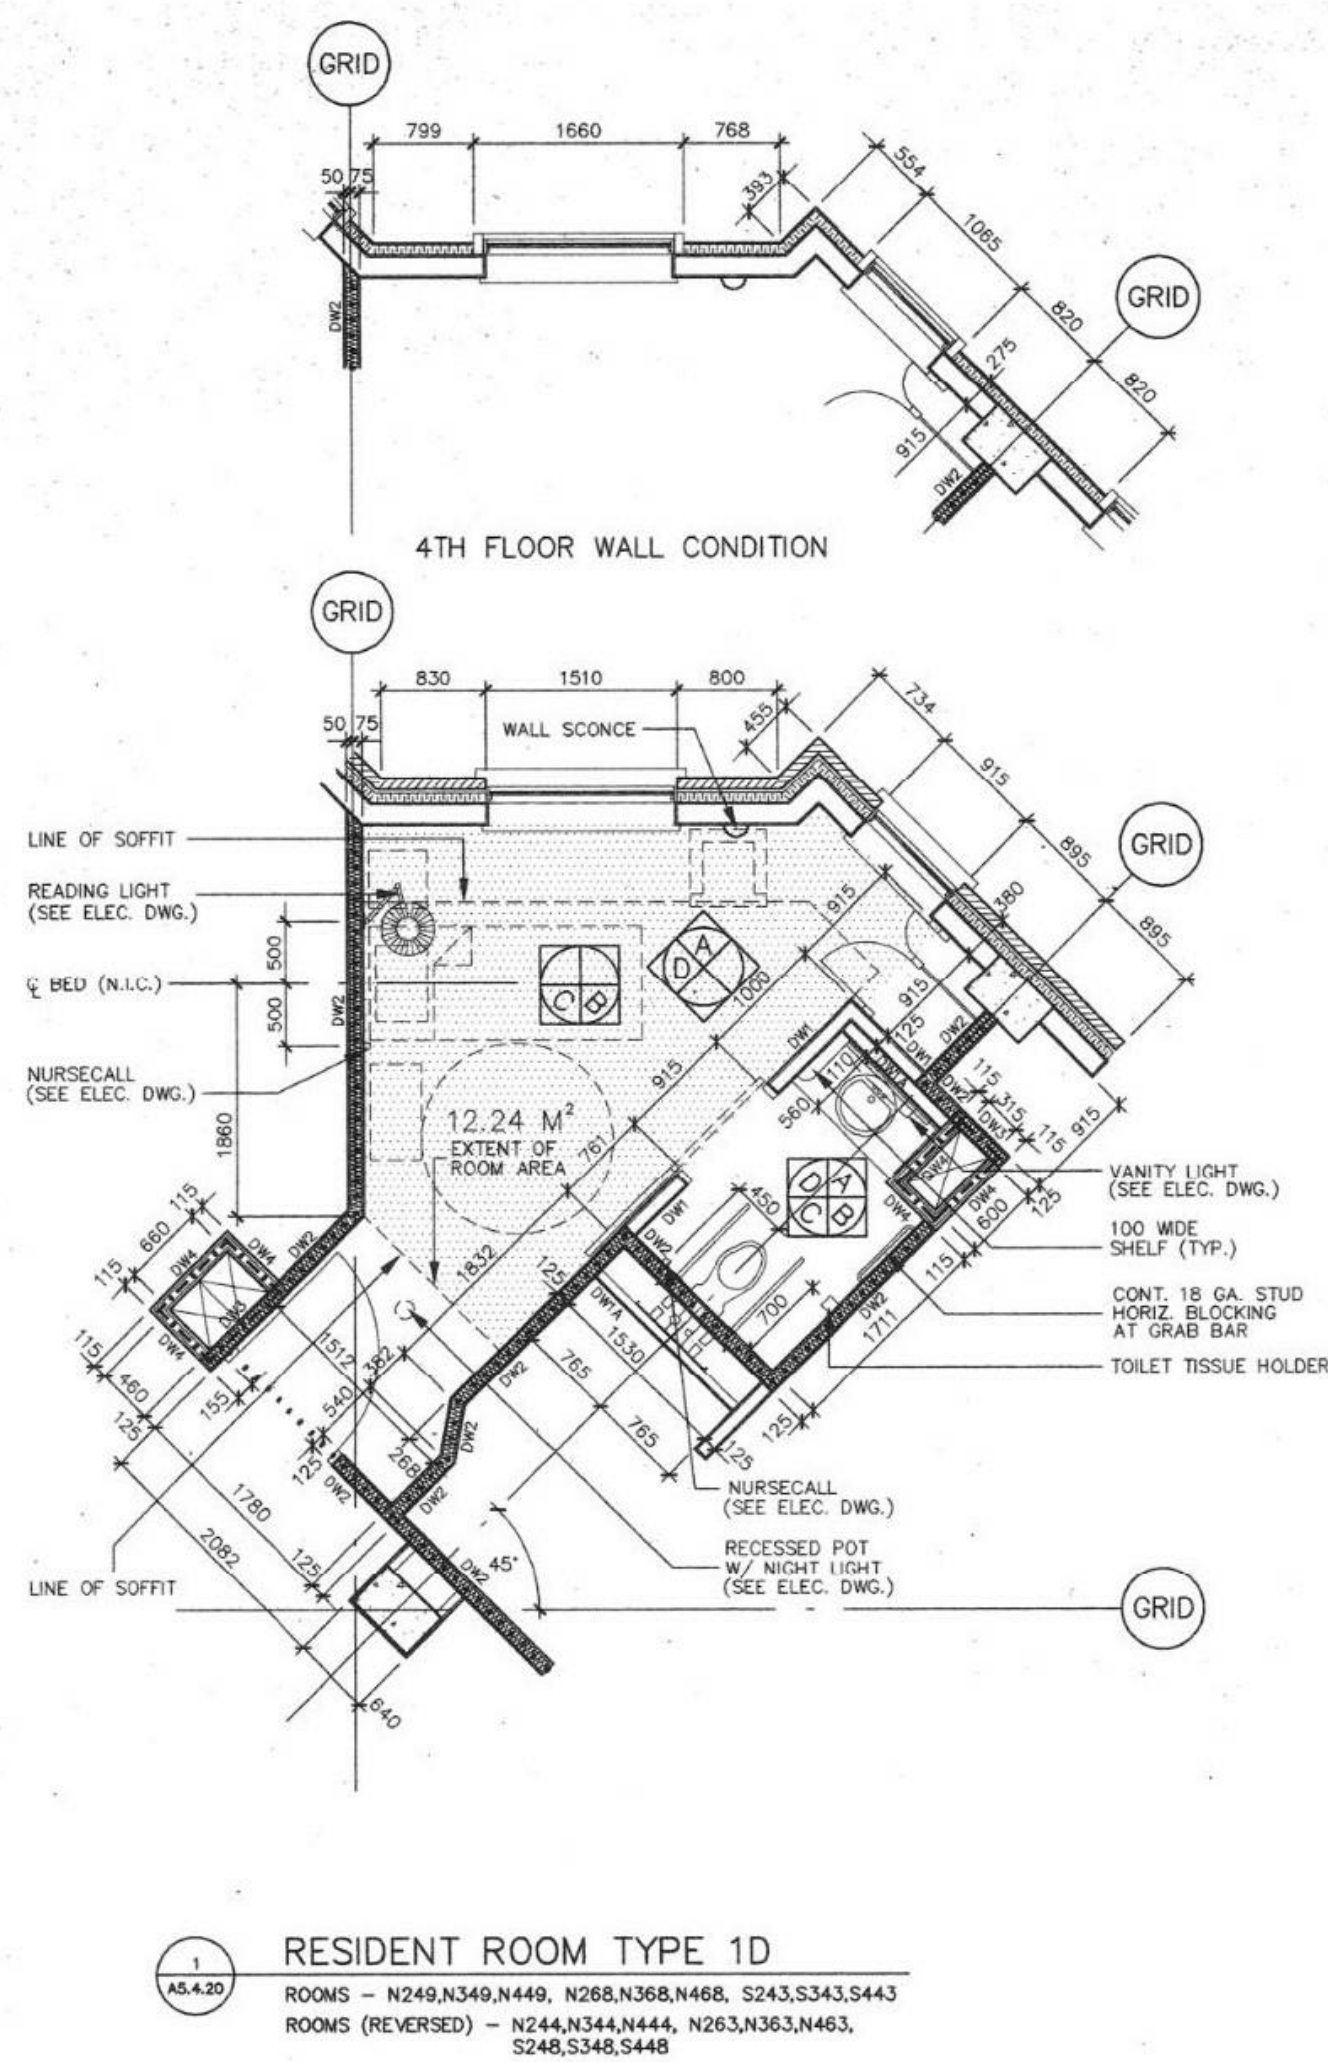 GRID
799
1660
768
50
75
393
554
1065
820
275
820
915
GRID
DW2
DW2
4TH FLOOR WALL CONDITION
GRID
830
1510
800
50
75
WALL SCONCE
455
734
915
895
380
895
GRID
LINE OF SOFFIT
READING LIGHT
(SEE ELEC. DWG.)
500
℄ BED (N.I.C.)
500
DW2
NURSECALL
(SEE ELEC. DWG.)
1860
A
D
C
B
915
1000
915
915
125
DW1
DW2
DW1
DW1A
110
560
115
315
115
915
DW2
DW3
DW4
DW4
DW4
12.24 M²
EXTENT OF
ROOM AREA
761
1832
125
450
700
A
D
B
C
VANITY LIGHT
(SEE ELEC. DWG.)
125
600
115
1711
100 WIDE
SHELF (TYP.)
CONT. 18 GA. STUD
HORIZ. BLOCKING
AT GRAB BAR
TOILET TISSUE HOLDER
DW1
DW2
DW2
DW1A
115
660
115
DW4
DW4
DW2
DW3
DW4
115
460
125
155
1512
382
540
125
268
765
1530
765
125
125
DW2
DW2
DW2
DW2
DW2
1780
2082
125
640
45°
NURSECALL
(SEE ELEC. DWG.)
RECESSED POT
W/ NIGHT LIGHT
(SEE ELEC. DWG.)
LINE OF SOFFIT
GRID
1
A5.4.20
RESIDENT ROOM TYPE 1D
ROOMS – N249,N349,N449, N268,N368,N468, S243,S343,S443
ROOMS (REVERSED) – N244,N344,N444, N263,N363,N463,
S248,S348,S448